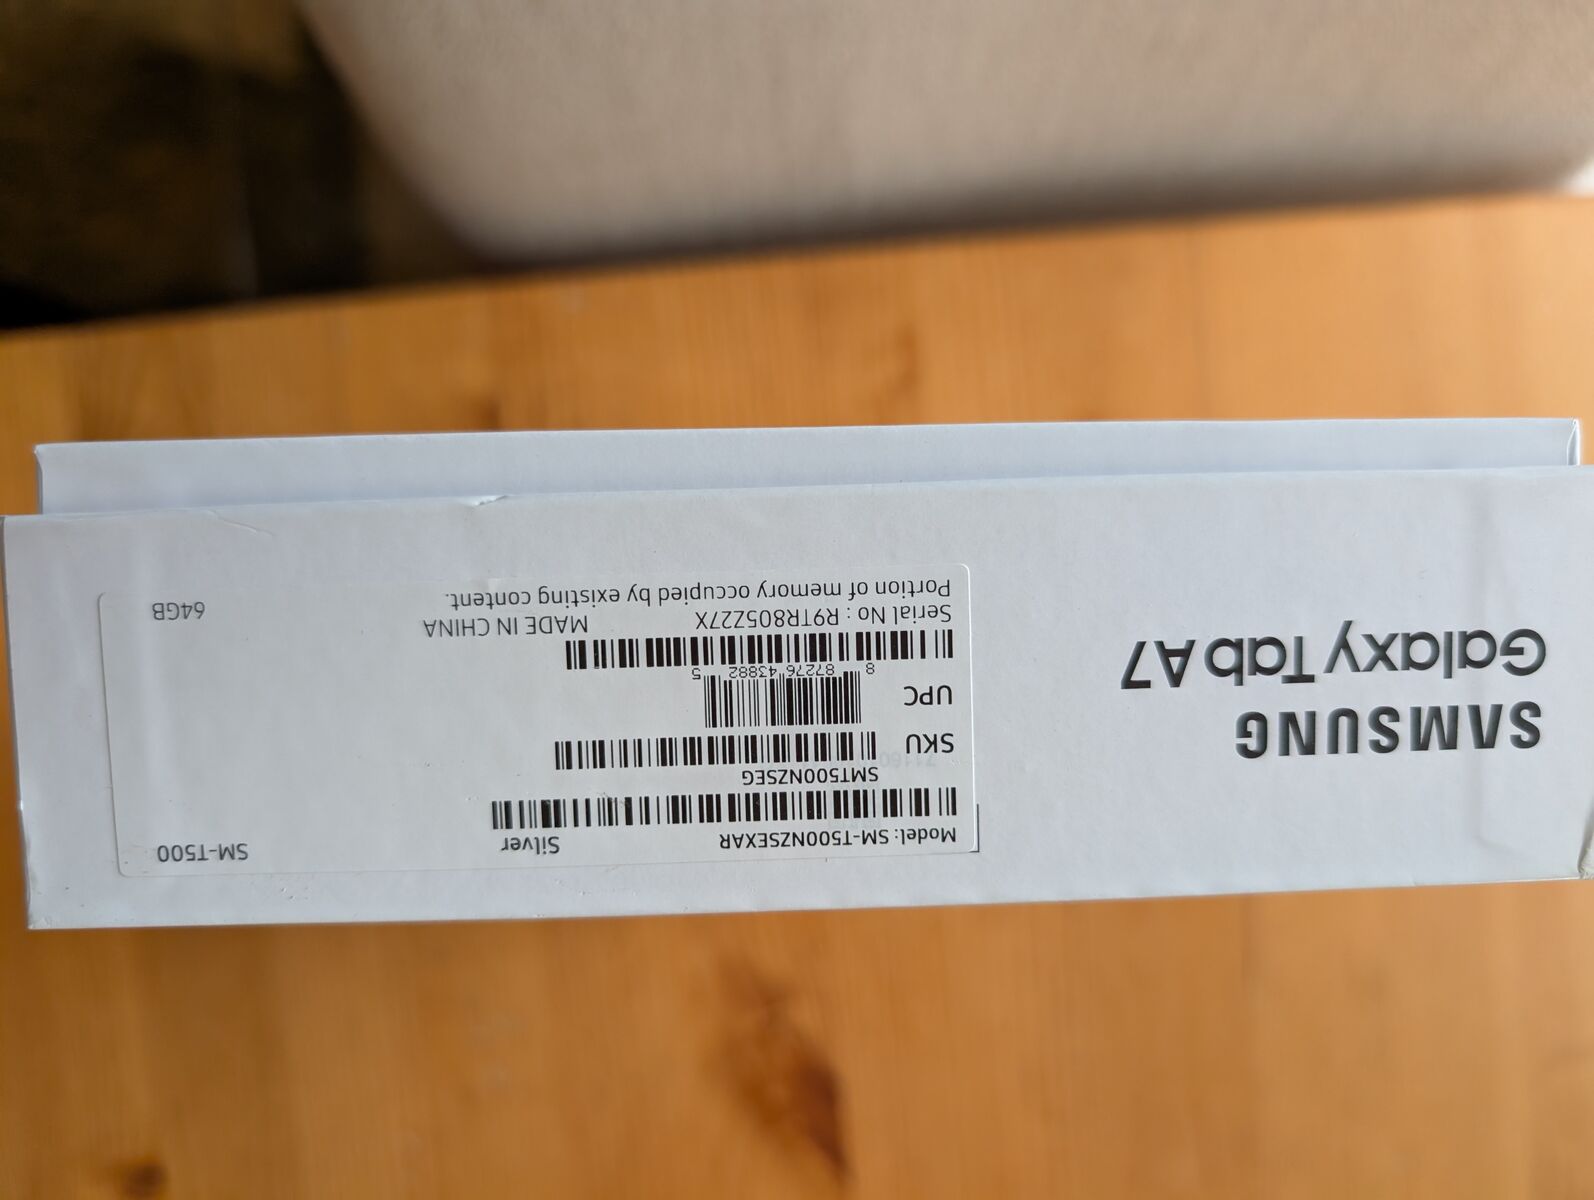 SAMSUNG
Galaxy Tab A7
Model: SM-T500NZSEXAR Silver SM-T500
SMT500NZSEG
SKU
UPC
8 87276 43882 5
Serial No : R9TR805Z27X MADE IN CHINA 64GB
Portion of memory occupied by existing content.